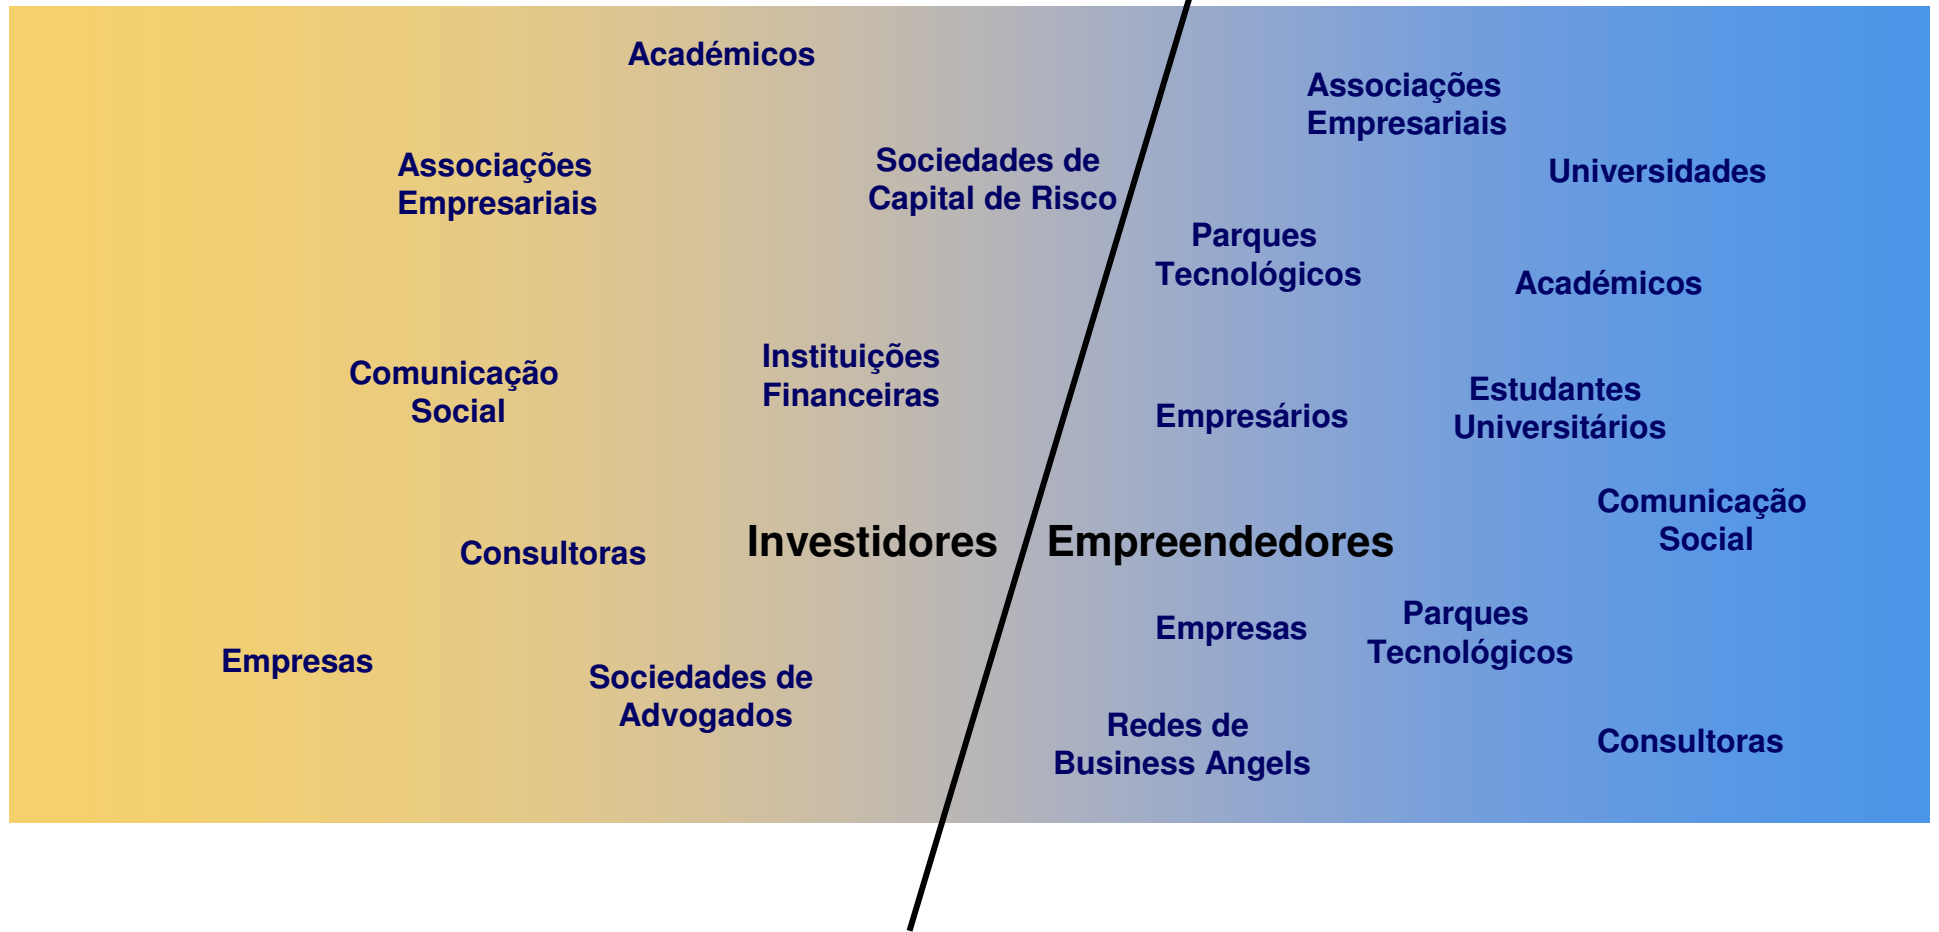 Académicos
Associações
Empresariais
Sociedades de
Capital de Risco
Comunicação
Social
Instituições
Financeiras
Consultoras
Investidores
Empresas
Sociedades de
Advogados
Associações
Empresariais
Universidades
Parques
Tecnológicos
Académicos
Empresários
Estudantes
Universitários
Comunicação
Social
Empreendedores
Empresas
Parques
Tecnológicos
Redes de
Business Angels
Consultoras